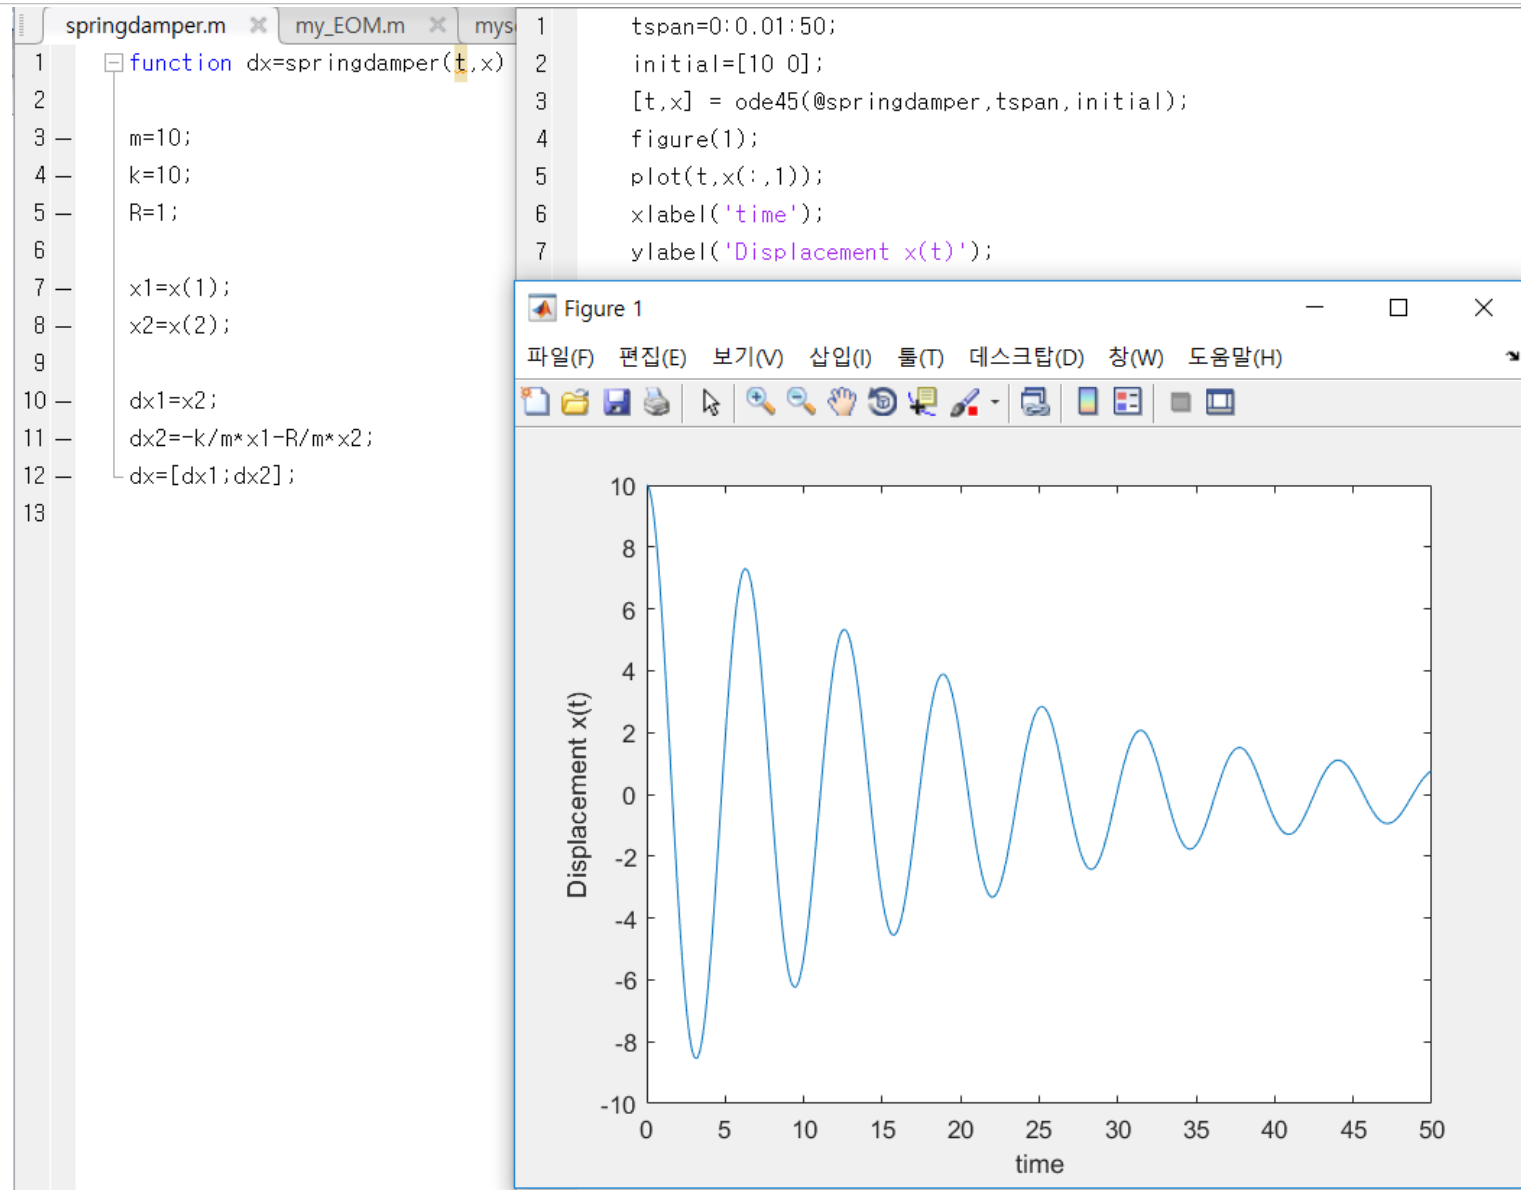 springdamper.m
my_EOM.m
1 function dx=springdamper(t,x)
2
3 m=10;
4 k=10;
5 R=1;
6
7 x1=x(1);
8 x2=x(2);
9
10 dx1=x2;
11 dx2=-k/m*x1-R/m*x2;
12 dx=[dx1;dx2];
13
1 tspan=0:0.01:50;
2 initial=[10 0];
3 [t,x] = ode45(@springdamper,tspan,initial);
4 figure(1);
5 plot(t,x(:,1));
6 xlabel('time');
7 ylabel('Displacement x(t)');
Figure 1
파일(F) 편집(E) 보기(V) 삽입(I) 툴(T) 데스크탑(D) 창(W) 도움말(H)
Displacement x(t)
10
8
6
4
2
0
-2
-4
-6
-8
-10
0 5 10 15 20 25 30 35 40 45 50
time